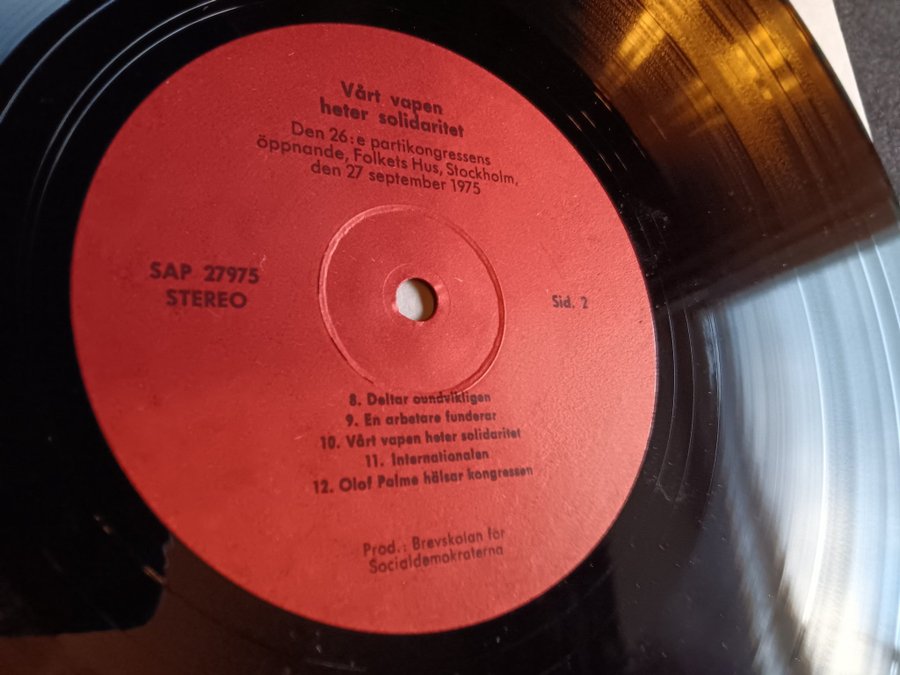 Vårt vapen
heter solidaritet
Den 26:e partikongressens
öppnande, Folkets Hus, Stockholm,
den 27 september 1975
SAP 27975
STEREO
Sid. 2
8. Deltar oundvikligen
9. En arbetare funderar
10. Vårt vapen heter solidaritet
11. Internationalen
12. Olof Palme hälsar kongressen
Prod.: Brevskolan för
Socialdemokraterna